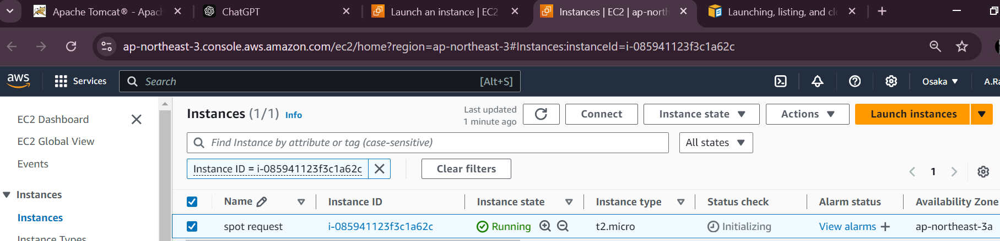 Apache Tomcat® - Apach
ChatGPT
Launch an instance | EC2
Instances | EC2 | ap-north
Launching, listing, and clo
ap-northeast-3.console.aws.amazon.com/ec2/home?region=ap-northeast-3#Instances:instanceId=i-085941123f3c1a62c
aws
Services
Search
[Alt+S]
Osaka
A.Ra
EC2 Dashboard
EC2 Global View
Events
Instances
Instances
Instance Types
Instances (1/1) Info
Last updated
1 minute ago
Connect
Instance state
Actions
Launch instances
Find Instance by attribute or tag (case-sensitive)
All states
Instance ID = i-085941123f3c1a62c
Clear filters
1
Name
Instance ID
Instance state
Instance type
Status check
Alarm status
Availability Zone
spot request
i-085941123f3c1a62c
Running
t2.micro
Initializing
View alarms +
ap-northeast-3a